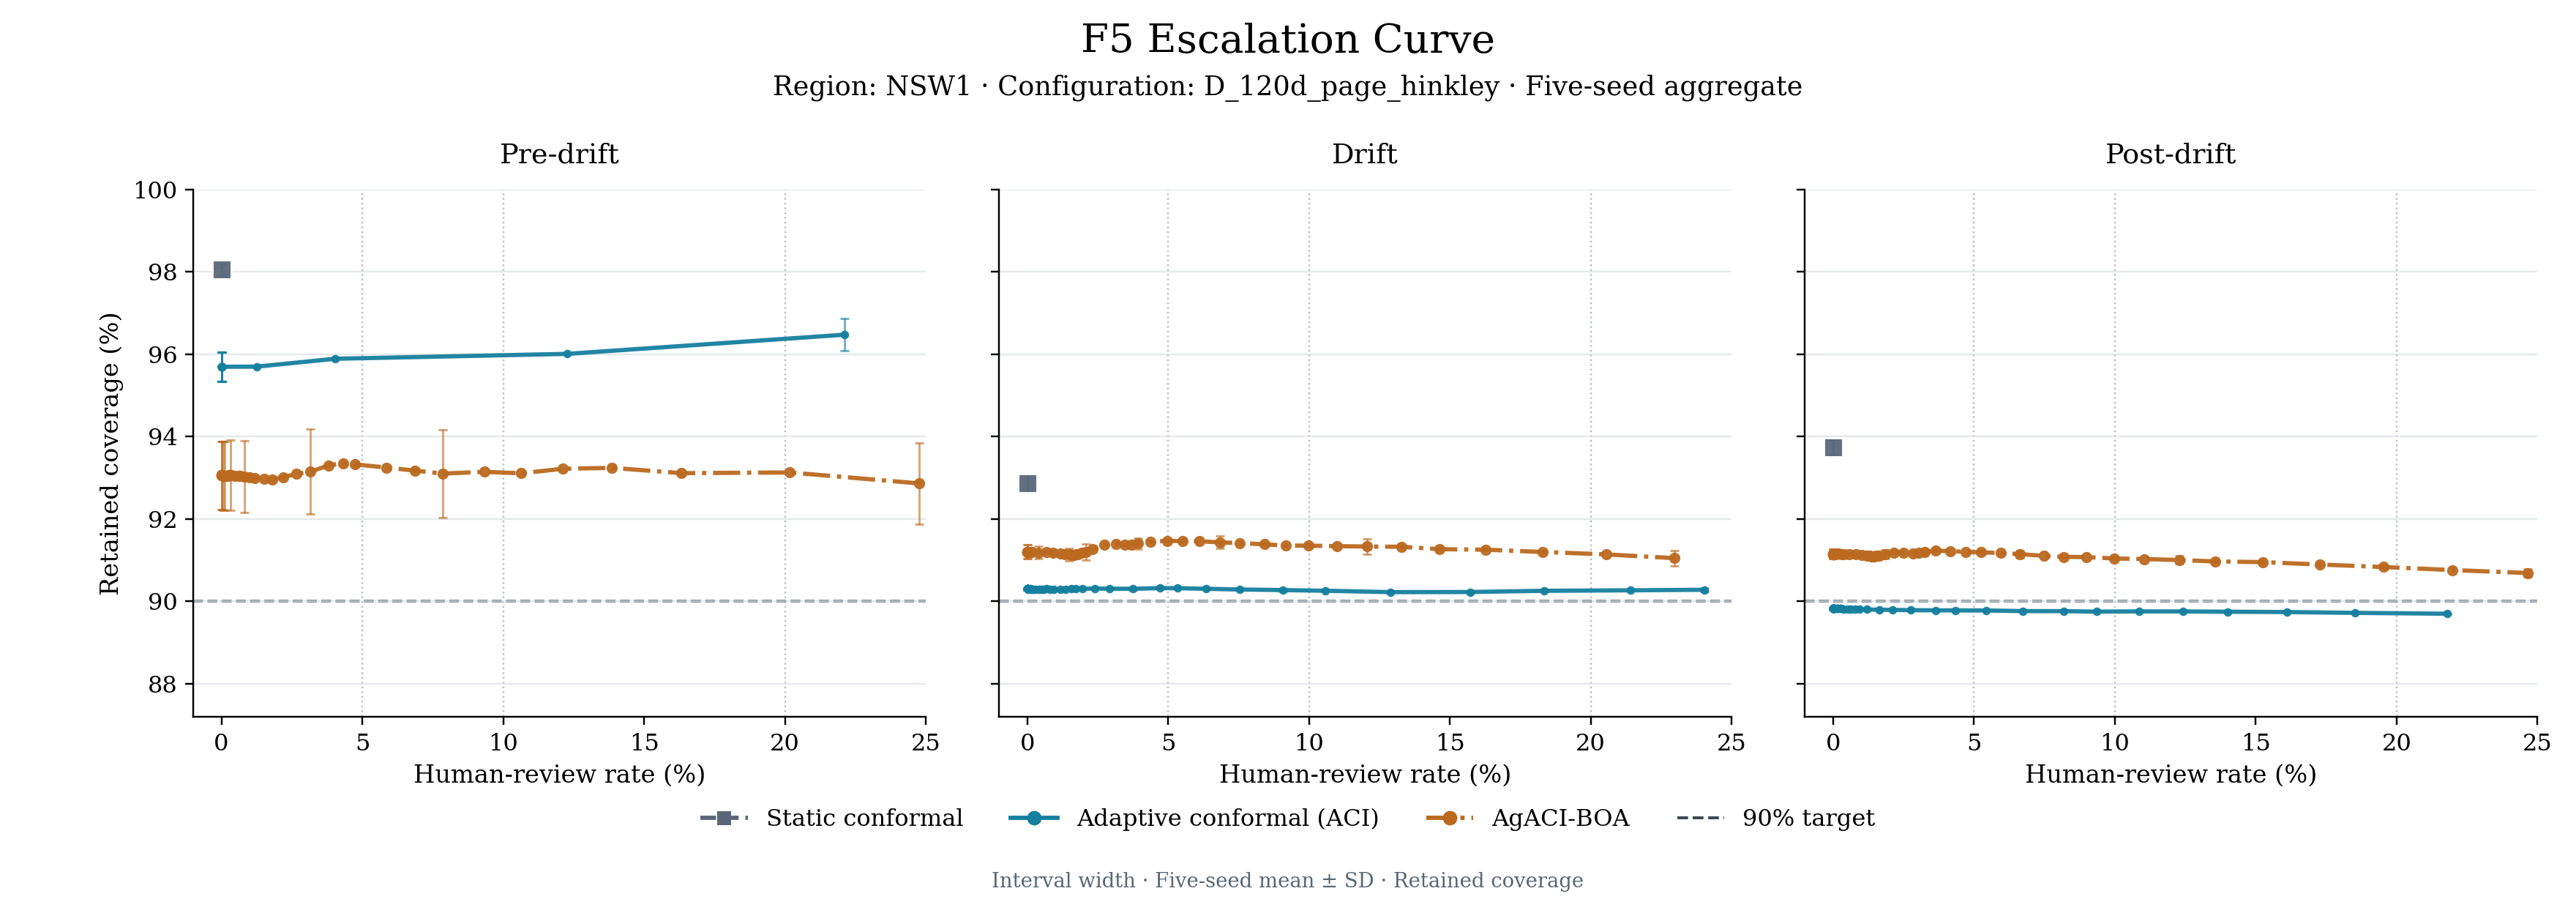 F5 Escalation Curve
Region: NSW1 · Configuration: D_120d_page_hinkley · Five-seed aggregate
Pre-drift
Drift
Post-drift
Retained coverage (%)
100
98
96
94
92
90
88
0 5 10 15 20 25
0 5 10 15 20 25
0 5 10 15 20 25
Human-review rate (%)
Human-review rate (%)
Human-review rate (%)
Static conformal
Adaptive conformal (ACI)
AgACI-BOA
90% target
Interval width · Five-seed mean ± SD · Retained coverage